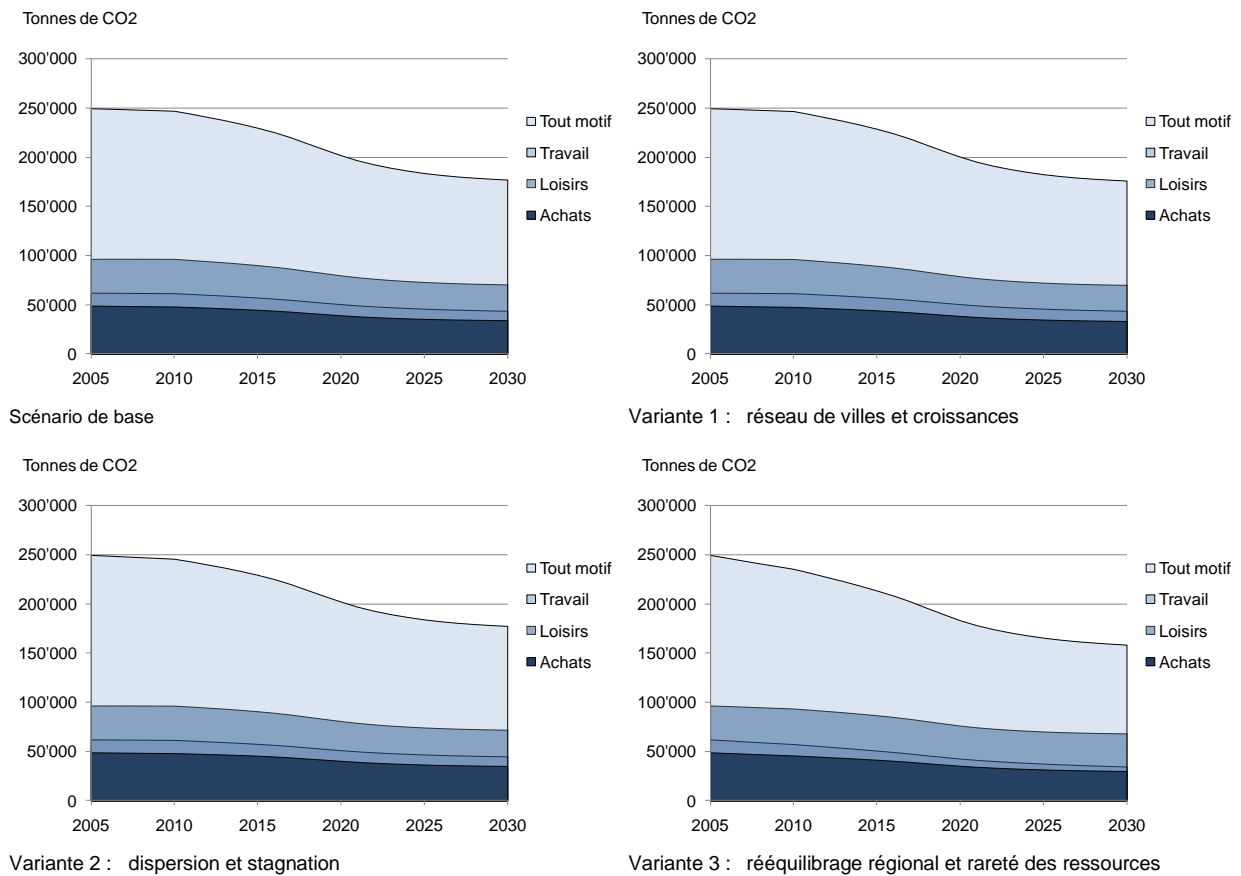 Tonnes de CO2
300'000
250'000
200'000
150'000
100'000
50'000
0
2005 2010 2015 2020 2025 2030
Tout motif
Travail
Loisirs
Achats
Scénario de base
Tonnes de CO2
300'000
250'000
200'000
150'000
100'000
50'000
0
2005 2010 2015 2020 2025 2030
Tout motif
Travail
Loisirs
Achats
Variante 1 : réseau de villes et croissances
Tonnes de CO2
300'000
250'000
200'000
150'000
100'000
50'000
0
2005 2010 2015 2020 2025 2030
Tout motif
Travail
Loisirs
Achats
Variante 2 : dispersion et stagnation
Tonnes de CO2
300'000
250'000
200'000
150'000
100'000
50'000
0
2005 2010 2015 2020 2025 2030
Tout motif
Travail
Loisirs
Achats
Variante 3 : rééquilibrage régional et rareté des ressources